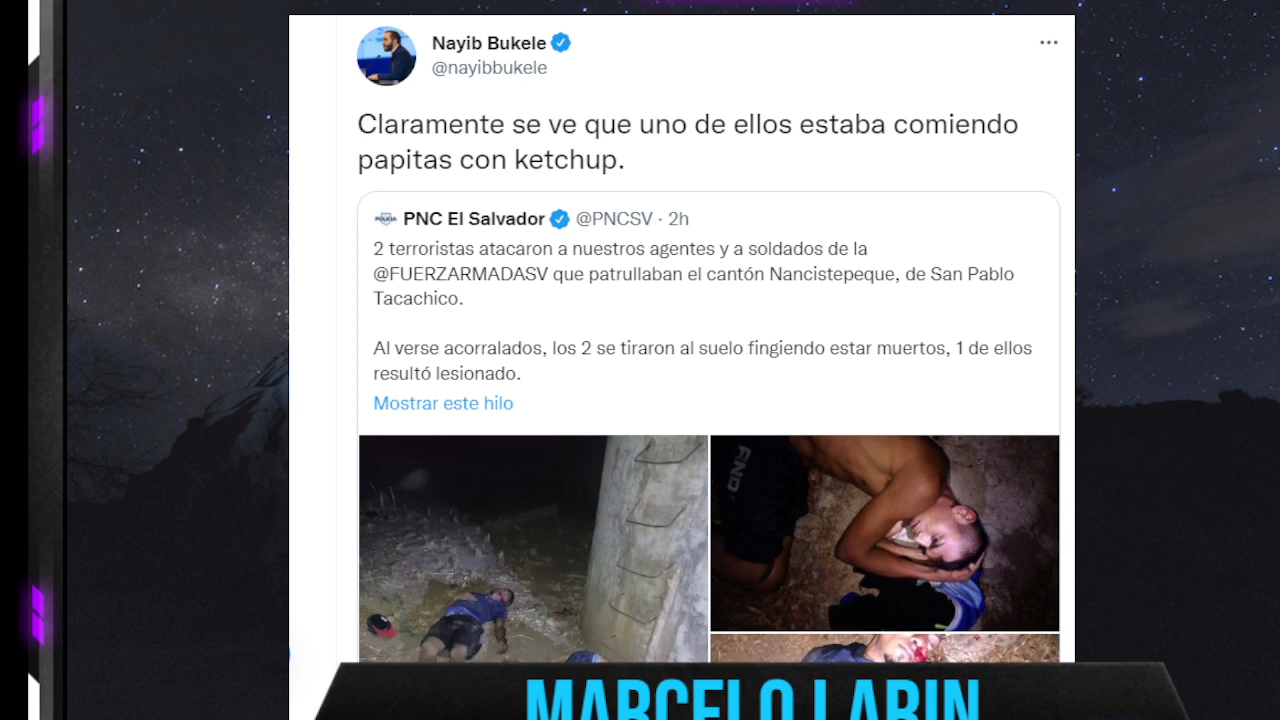 Nayib Bukele
@nayibbukele
Claramente se ve que uno de ellos estaba comiendo
papitas con ketchup.
POLICIA PNC El Salvador @PNCSV · 2h
2 terroristas atacaron a nuestros agentes y a soldados de la
@FUERZARMADASV que patrullaban el cantón Nancistepeque, de San Pablo
Tacachico.
Al verse acorralados, los 2 se tiraron al suelo fingiendo estar muertos, 1 de ellos
resultó lesionado.
Mostrar este hilo
MARCELO LARIN